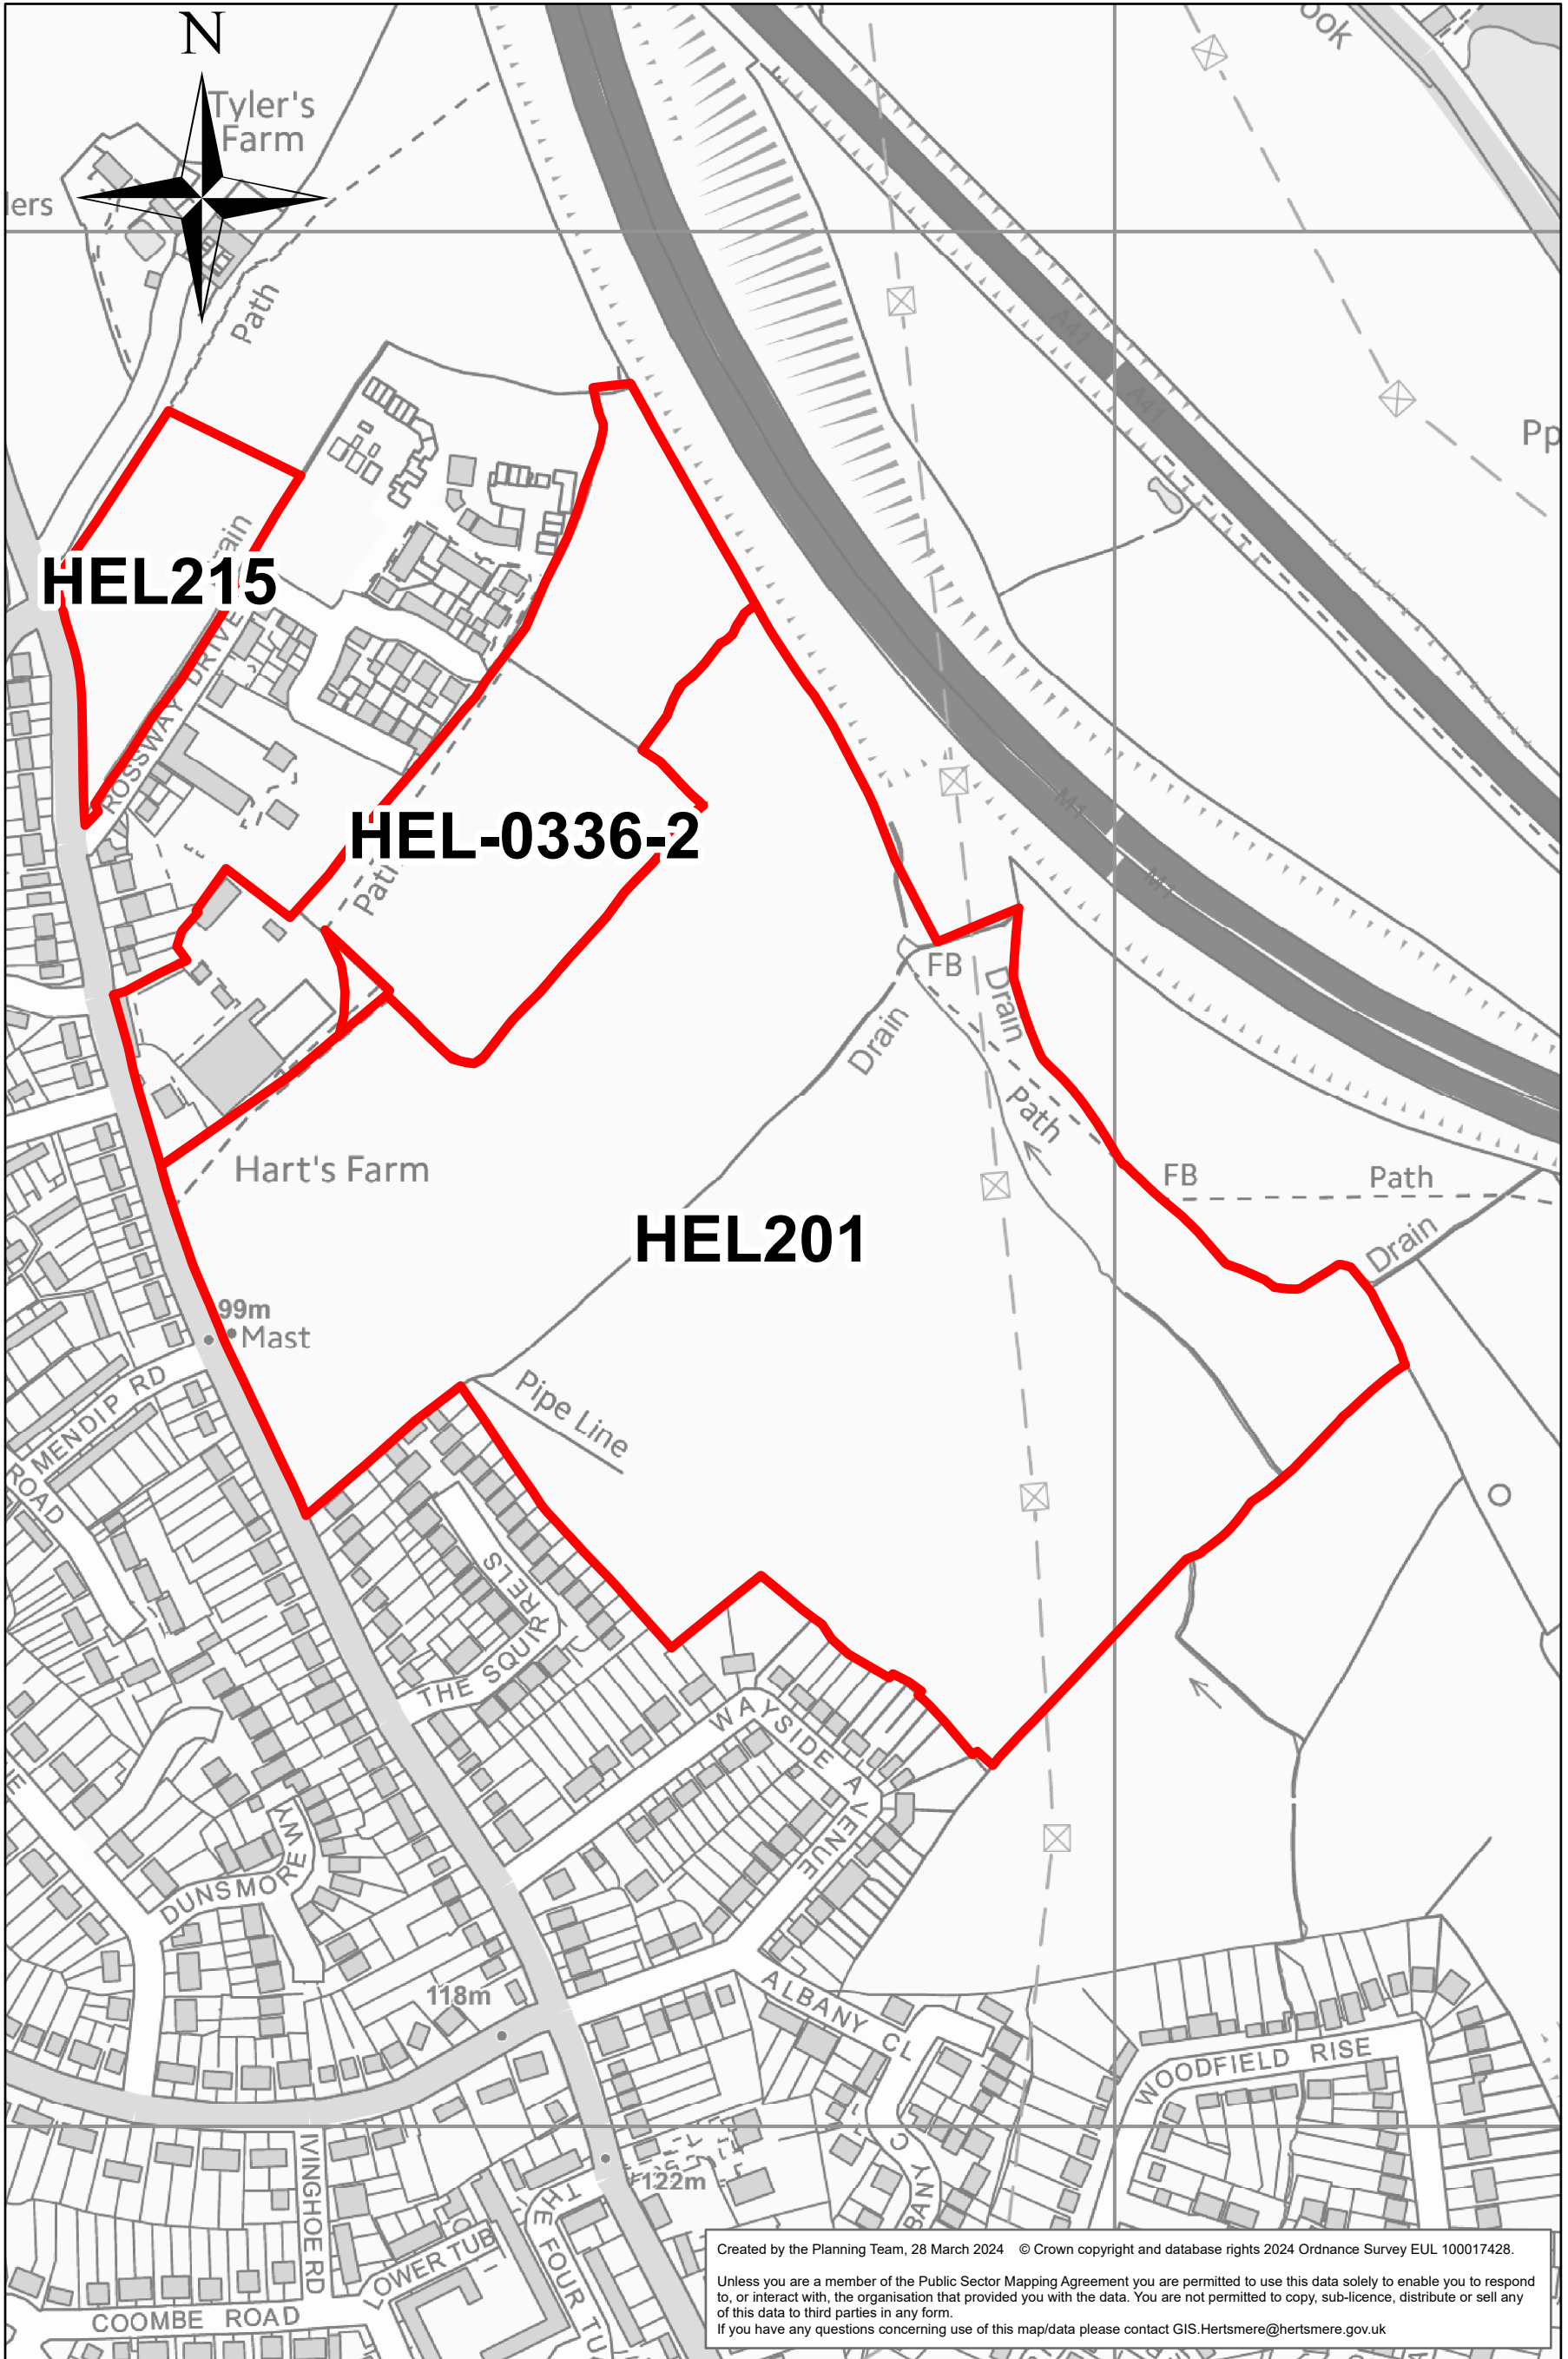 N
Tyler's
Farm
lers
ook
Path
A41
A41
Pp
HEL215
Drain
ROSSWAY DRIVE
HEL-0336-2
Path
M1
M1
FB
Drain
Drain
Path
FB
Path
Drain
Hart's Farm
HEL201
99m
Mast
MENDIP RD
ROAD
Pipe Line
THE SQUIRRELS
WAYSIDE AVENUE
DUNSMORE WY
118m
ALBANY CL
WOODFIELD RISE
IVINGHOE RD
122m
THE FOUR TU
LOWER TUB
COOMBE ROAD
BANY C
Created by the Planning Team, 28 March 2024 © Crown copyright and database rights 2024 Ordnance Survey EUL 100017428.
Unless you are a member of the Public Sector Mapping Agreement you are permitted to use this data solely to enable you to respond
to, or interact with, the organisation that provided you with the data. You are not permitted to copy, sub-licence, distribute or sell any
of this data to third parties in any form.
If you have any questions concerning use of this map/data please contact GIS.Hertsmere@hertsmere.gov.uk